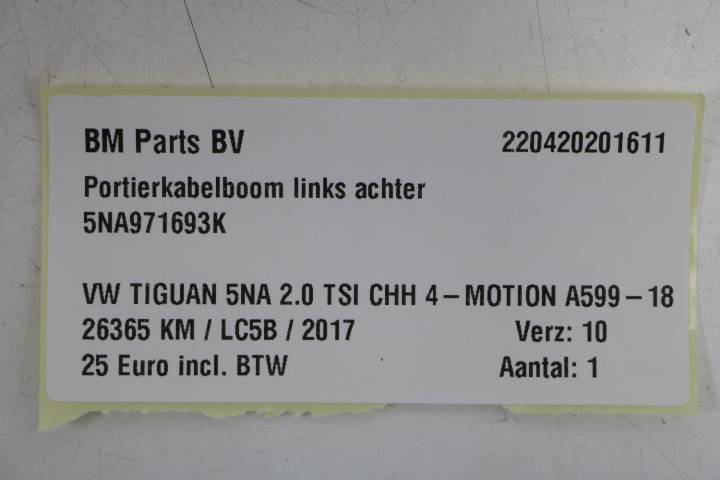 BM Parts BV 220420201611
Portierkabelboom links achter
5NA971693K
VW TIGUAN 5NA 2.0 TSI CHH 4-MOTION A599-18
26365 KM / LC5B / 2017 Verz: 10
25 Euro incl. BTW Aantal: 1